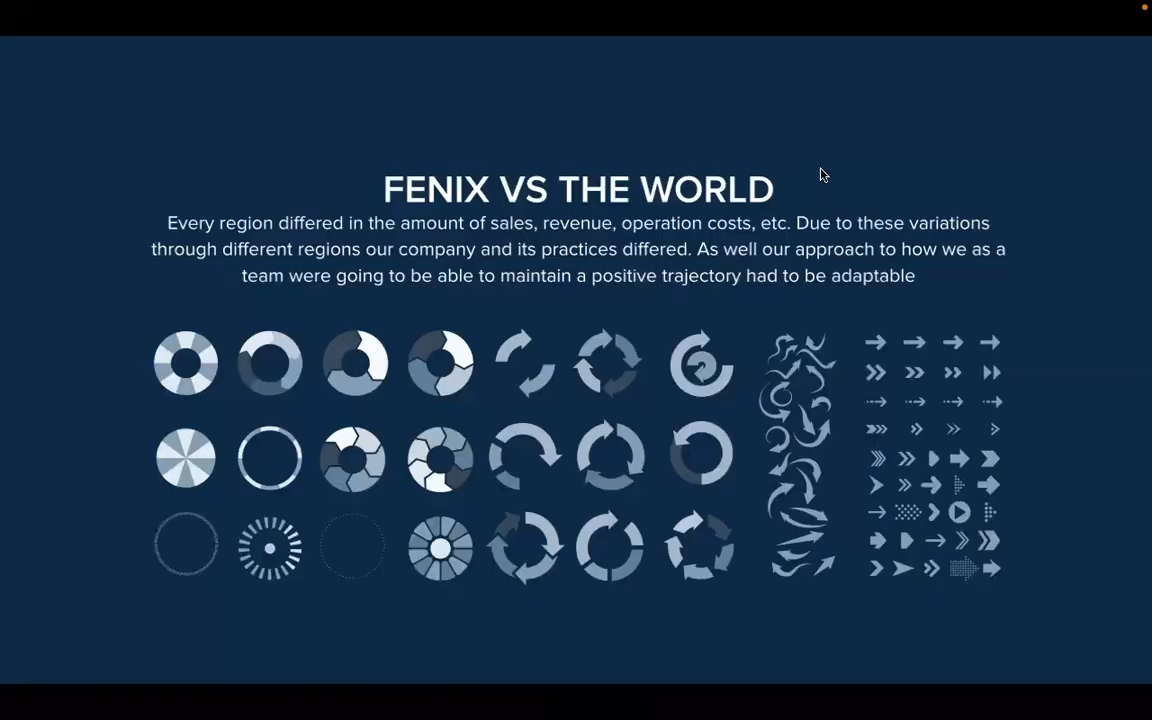 FENIX VS THE WORLD
Every region differed in the amount of sales, revenue, operation costs, etc. Due to these variations
through different regions our company and its practices differed. As well our approach to how we as a
team were going to be able to maintain a positive trajectory had to be adaptable